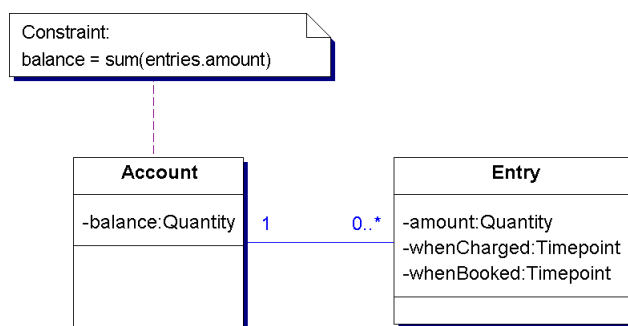 Constraint:
balance = sum(entries.amount)
Account
-balance:Quantity
1
0..*
Entry
-amount:Quantity
-whenCharged:Timepoint
-whenBooked:Timepoint